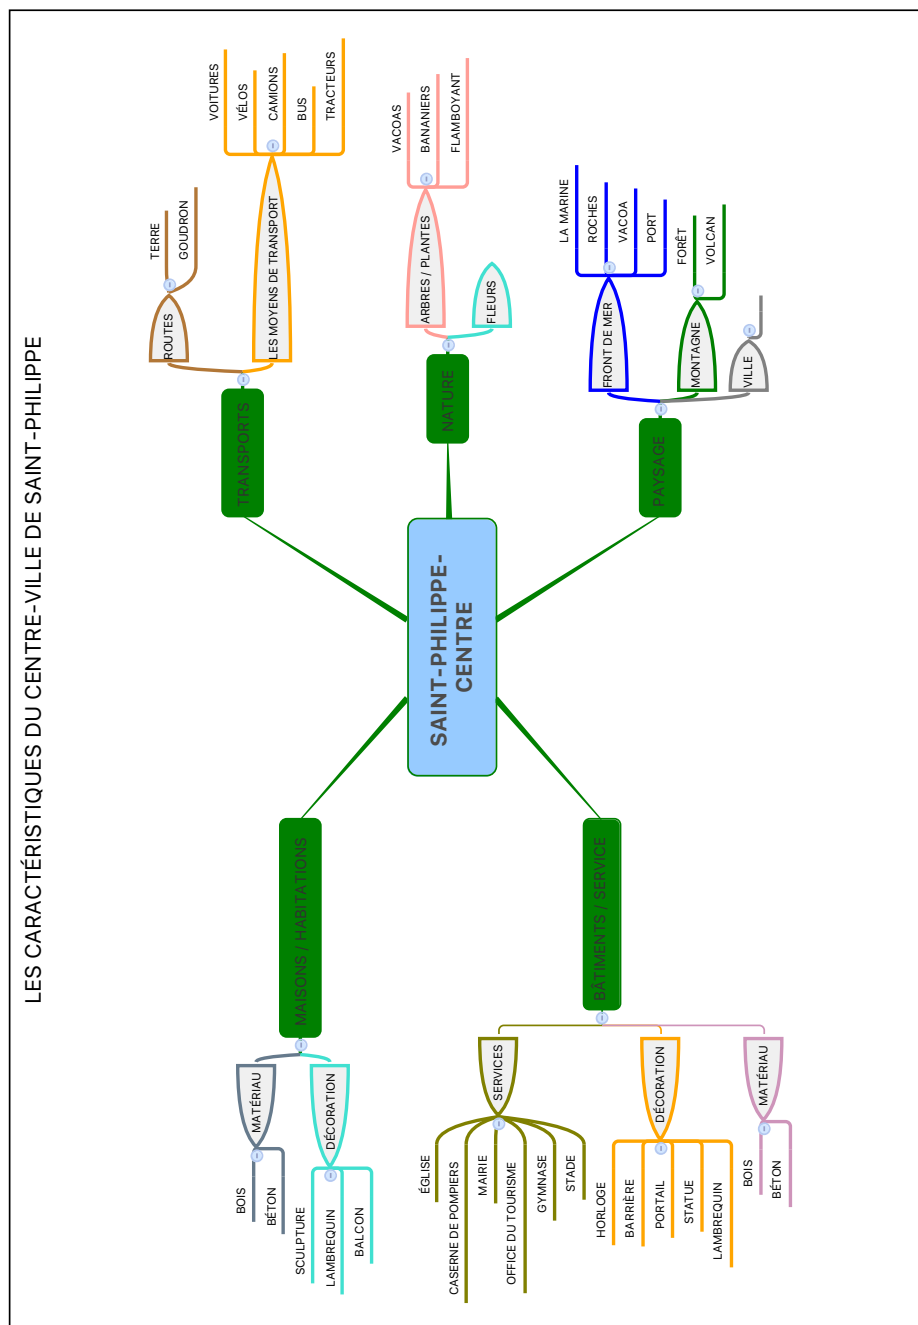 LES CARACTÉRISTIQUES DU CENTRE-VILLE DE SAINT-PHILIPPE
SAINT-PHILIPPE-
CENTRE
TRANSPORTS
ROUTES
TERRE
GOUDRON
LES MOYENS DE TRANSPORT
VOITURES
VÉLOS
CAMIONS
BUS
TRACTEURS
NATURE
ARBRES / PLANTES
VACOAS
BANANIERS
FLAMBOYANT
FLEURS
PAYSAGE
FRONT DE MER
LA MARINE
ROCHES
VACOA
PORT
MONTAGNE
FORÊT
VOLCAN
VILLE
MAISONS / HABITATIONS
MATÉRIAU
BOIS
BÉTON
DÉCORATION
SCULPTURE
LAMBREQUIN
BALCON
BÂTIMENTS / SERVICE
SERVICES
ÉGLISE
CASERNE DE POMPIERS
MAIRIE
OFFICE DU TOURISME
GYMNASE
STADE
DÉCORATION
HORLOGE
BARRIÈRE
PORTAIL
STATUE
LAMBREQUIN
MATÉRIAU
BOIS
BÉTON